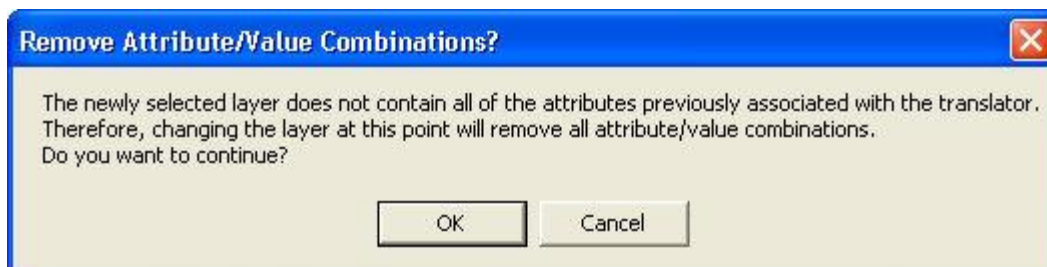 Remove Attribute/Value Combinations?
The newly selected layer does not contain all of the attributes previously associated with the translator.
Therefore, changing the layer at this point will remove all attribute/value combinations.
Do you want to continue?
OK
Cancel